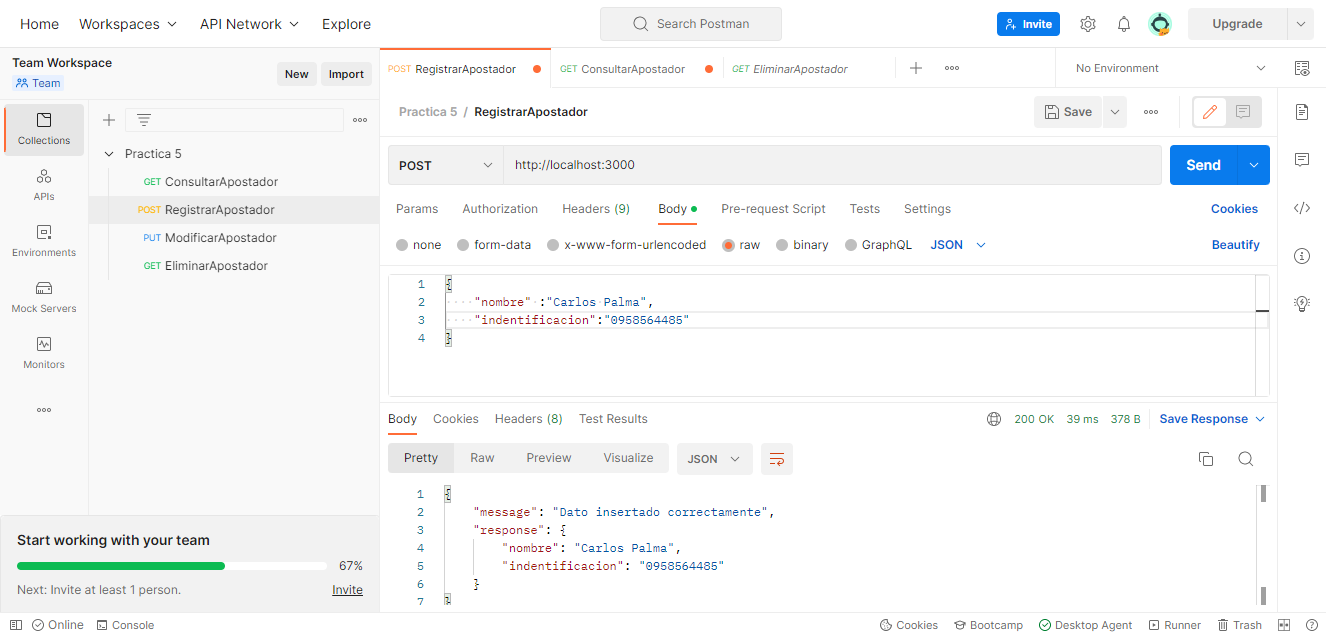 Home Workspaces API Network Explore Search Postman Invite Upgrade
Team Workspace
Team
New Import
POST RegistrarApostador GET ConsultarApostador GET EliminarApostador No Environment
Collections
APIs
Environments
Mock Servers
Monitors
Practica 5
GET ConsultarApostador
POST RegistrarApostador
PUT ModificarApostador
GET EliminarApostador
Start working with your team
67%
Next: Invite at least 1 person. Invite
Practica 5 / RegistrarApostador Save
POST http://localhost:3000 Send
Params Authorization Headers (9) Body Pre-request Script Tests Settings Cookies
none form-data x-www-form-urlencoded raw binary GraphQL JSON Beautify
1 {
2 "nombre" :"Carlos Palma",
3 "indentificacion":"0958564485"
4 }
Body Cookies Headers (8) Test Results 200 OK 39 ms 378 B Save Response
Pretty Raw Preview Visualize JSON
1 {
2 "message": "Dato insertado correctamente",
3 "response": {
4 "nombre": "Carlos Palma",
5 "indentificacion": "0958564485"
6 }
7 }
Online Console Cookies Bootcamp Desktop Agent Runner Trash